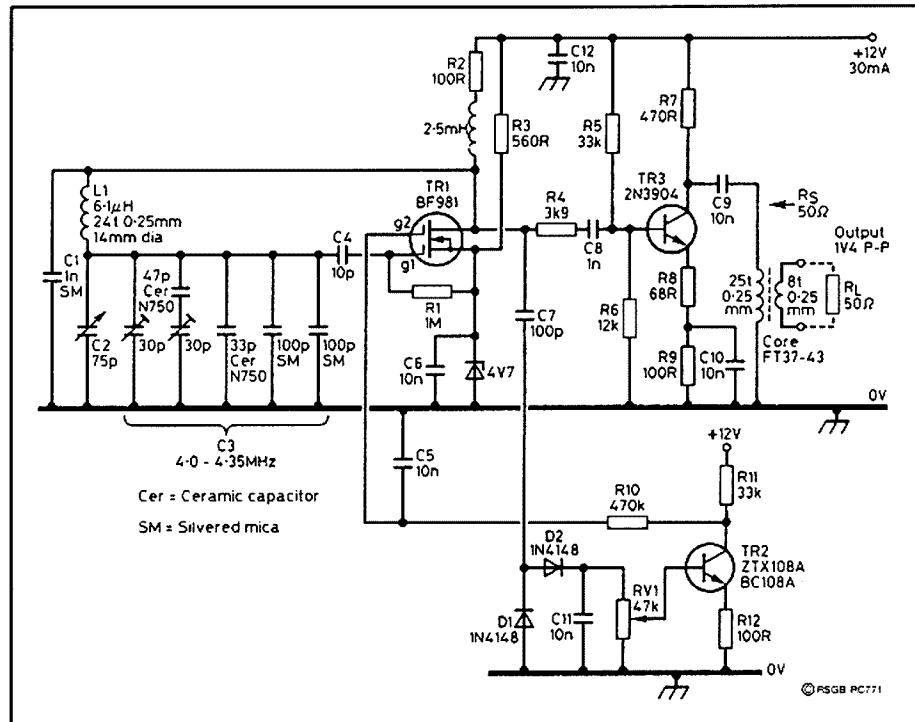 C12
10n
+12V
30mA
R2
100R
2·5mH
R3
560R
R5
33k
R7
470R
L1
6·1µH
24t 0·25mm
14mm dia
TR1
BF981
g2
g1
R4
3k9
C8
1n
TR3
2N3904
C9
10n
RS
50Ω
Output
1V4 P-P
C1
1n
SM
C2
75p
30p
47p
Cer
N750
30p
33p
Cer
N750
100p
SM
100p
SM
C4
10p
R1
1M
C6
10n
4V7
C7
100p
R6
12k
R8
68R
R9
100R
C10
10n
25t
0·25
mm
8t
0·25
mm
RL
50Ω
Core
FT37-43
0V
C3
4·0 - 4·35MHz
Cer = Ceramic capacitor
SM = Silvered mica
C5
10n
+12V
R11
33k
R10
470k
D2
1N4148
D1
1N4148
C11
10n
RV1
47k
TR2
ZTX108A
BC108A
R12
100R
0V
© RSGB PC771